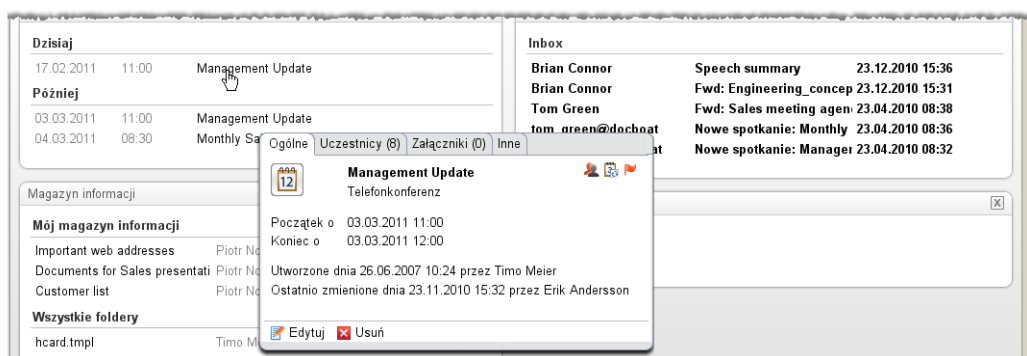 Dzisiaj
17.02.2011 11:00 Management Update
Później
03.03.2011 11:00 Management Update
04.03.2011 08:30 Monthly Sa
Inbox
Brian Connor Speech summary 23.12.2010 15:36
Brian Connor Fwd: Engineering_concep 23.12.2010 15:31
Tom Green Fwd: Sales meeting agen 23.04.2010 08:38
Nowe spotkanie: Monthly 23.04.2010 08:36
at Nowe spotkanie: Manager 23.04.2010 08:32
Ogólne Uczestnicy (8) Załączniki (0) Inne
12
Management Update
Telefonkonferenz
Początek o 03.03.2011 11:00
Koniec o 03.03.2011 12:00
Utworzone dnia 26.06.2007 10:24 przez Timo Meier
Ostatnio zmienione dnia 23.11.2010 15:32 przez Erik Andersson
Edytuj Usuń
Magazyn informacji
Mój magazyn informacji
Important web addresses Piotr No
Documents for Sales presentati Piotr No
Customer list Piotr No
Wszystkie foldery
hcard.tmpl Timo M